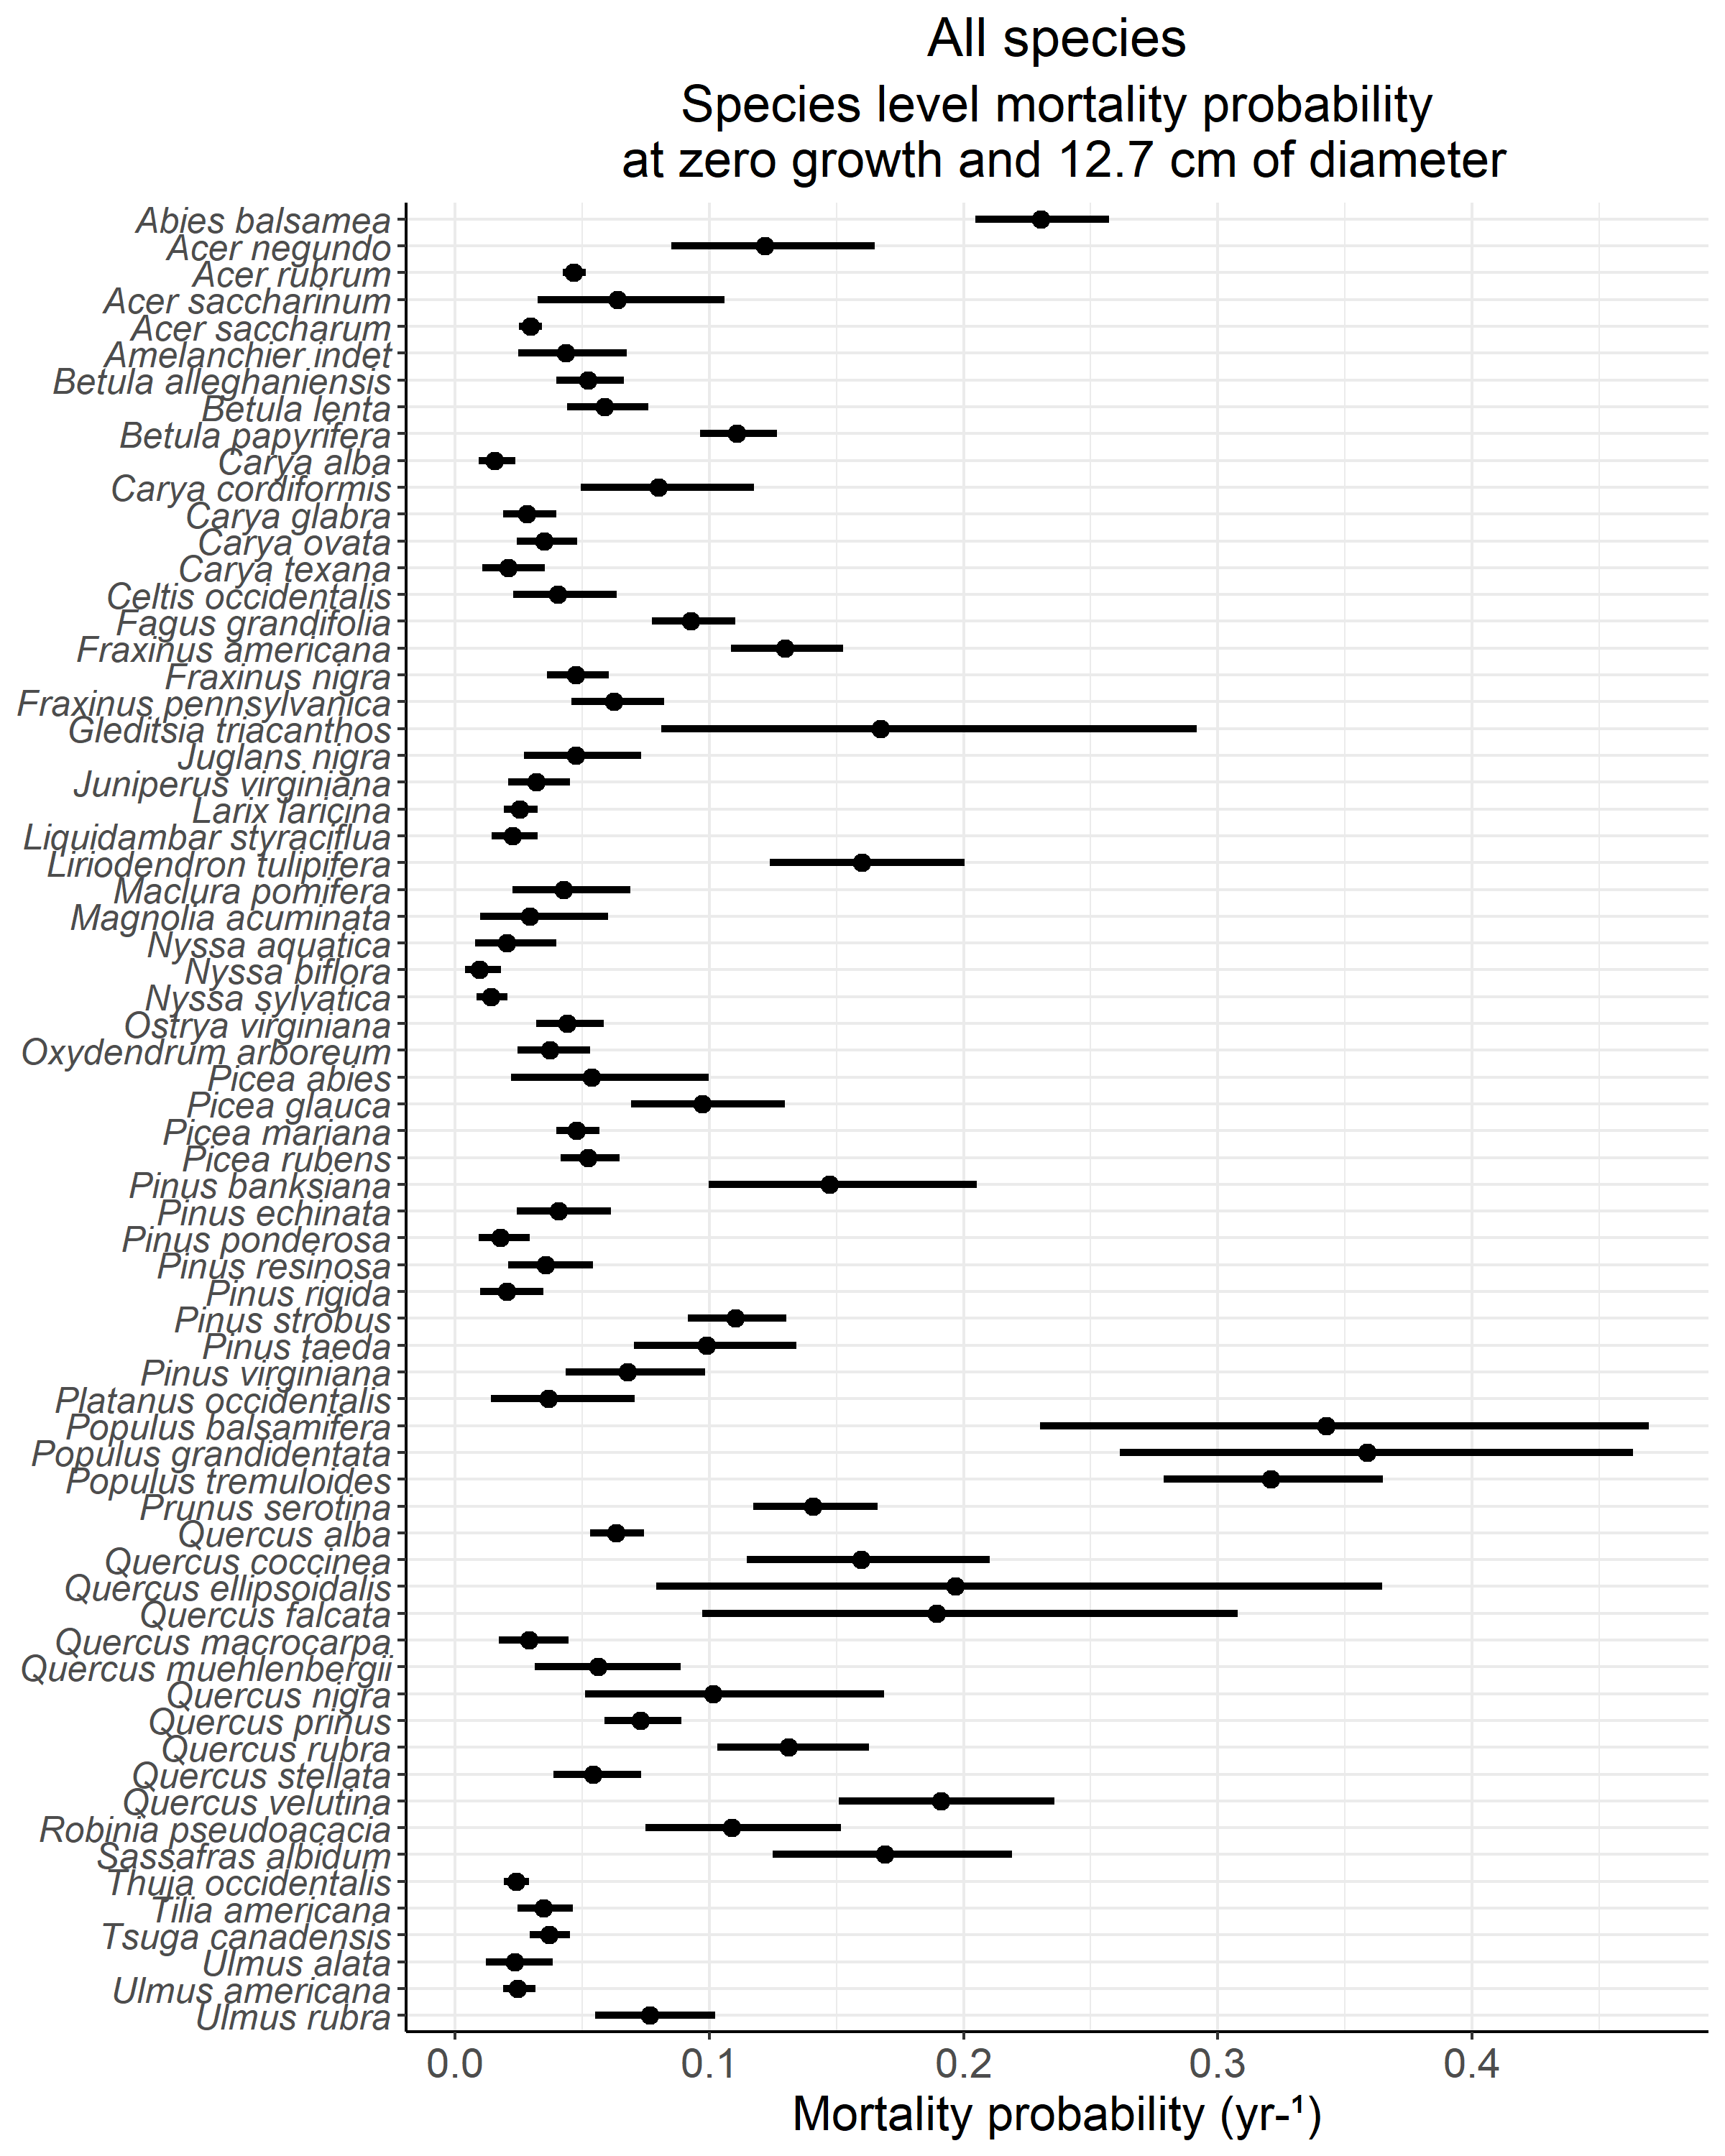 All species
Species level mortality probability
at zero growth and 12.7 cm of diameter
Abies balsamea
Acer negundo
Acer rubrum
Acer saccharinum
Acer saccharum
Amelanchier indet
Betula alleghaniensis
Betula lenta
Betula papyrifera
Carya alba
Carya cordiformis
Carya glabra
Carya ovata
Carya texana
Celtis occidentalis
Fagus grandifolia
Fraxinus americana
Fraxinus nigra
Fraxinus pennsylvanica
Gleditsia triacanthos
Juglans nigra
Juniperus virginiana
Larix laricina
Liquidambar styraciflua
Liriodendron tulipifera
Maclura pomifera
Magnolia acuminata
Nyssa aquatica
Nyssa biflora
Nyssa sylvatica
Ostrya virginiana
Oxydendrum arboreum
Picea abies
Picea glauca
Picea mariana
Picea rubens
Pinus banksiana
Pinus echinata
Pinus ponderosa
Pinus resinosa
Pinus rigida
Pinus strobus
Pinus taeda
Pinus virginiana
Platanus occidentalis
Populus balsamifera
Populus grandidentata
Populus tremuloides
Prunus serotina
Quercus alba
Quercus coccinea
Quercus ellipsoidalis
Quercus falcata
Quercus macrocarpa
Quercus muehlenbergii
Quercus nigra
Quercus prinus
Quercus rubra
Quercus stellata
Quercus velutina
Robinia pseudoacacia
Sassafras albidum
Thuja occidentalis
Tilia americana
Tsuga canadensis
Ulmus alata
Ulmus americana
Ulmus rubra
0.0 0.1 0.2 0.3 0.4
Mortality probability (yr-¹)